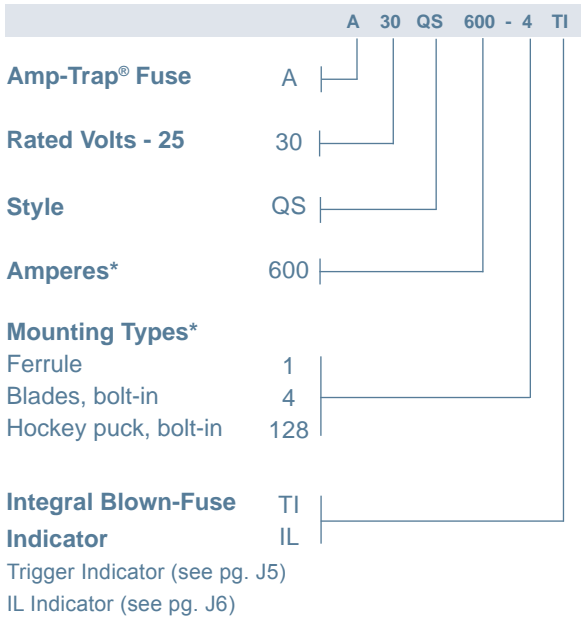 A 30 QS 600 - 4 TI
Amp-Trap® Fuse A
Rated Volts - 25 30
Style QS
Amperes* 600
Mounting Types*
Ferrule 1
Blades, bolt-in 4
Hockey puck, bolt-in 128
Integral Blown-Fuse TI
Indicator IL
Trigger Indicator (see pg. J5)
IL Indicator (see pg. J6)